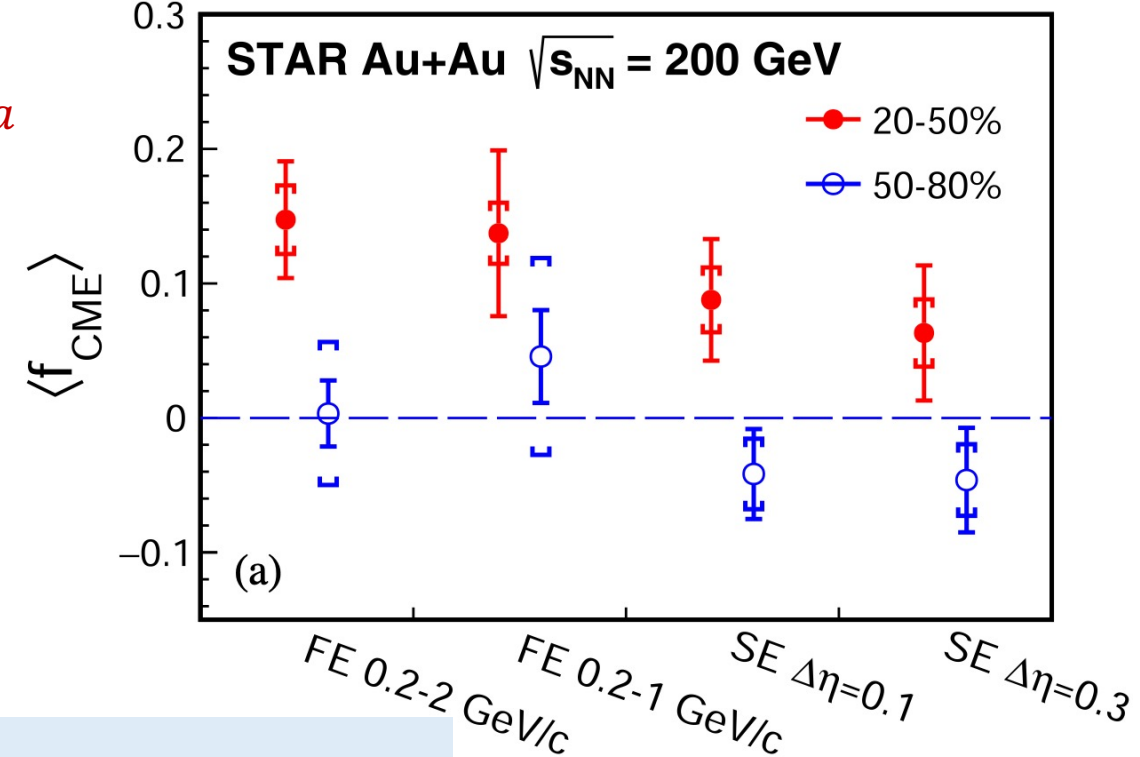 0.3
STAR Au+Au √sNN = 200 GeV
a
20-50%
0.2
50-80%
⟨fCME⟩
0.1
0
−0.1
(a)
FE 0.2-2 GeV/c
FE 0.2-1 GeV/c
SE Δη=0.1
SE Δη=0.3